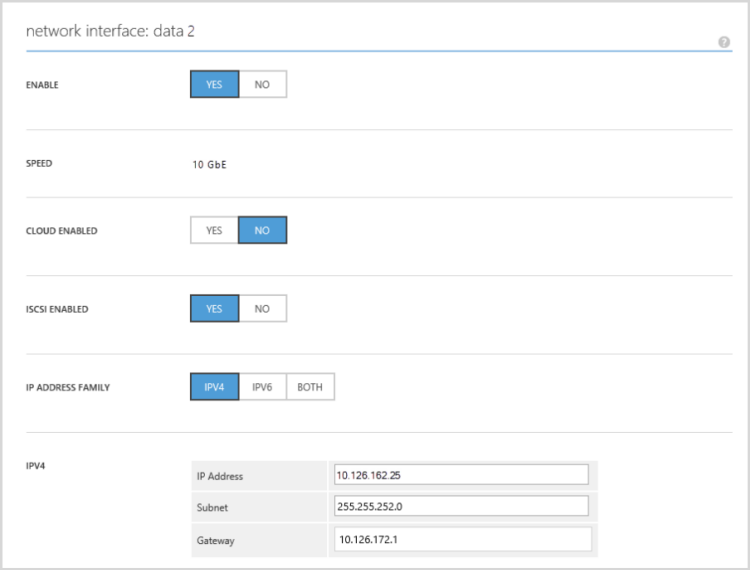 network interface: data 2
?
ENABLE YES NO
SPEED 10 GbE
CLOUD ENABLED YES NO
ISCSI ENABLED YES NO
IP ADDRESS FAMILY IPV4 IPV6 BOTH
IPV4
IP Address 10.126.162.25
Subnet 255.255.252.0
Gateway 10.126.172.1